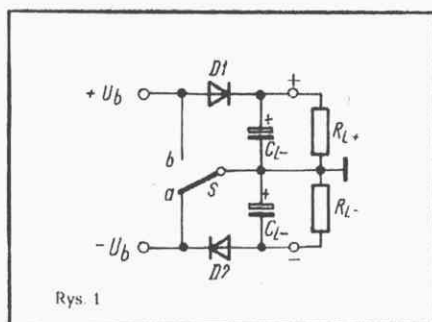 + U_b
D1
+
+
C_L-
R_L+
b
a
s
+
C_L-
R_L-
- U_b
D2
-
Rys. 1